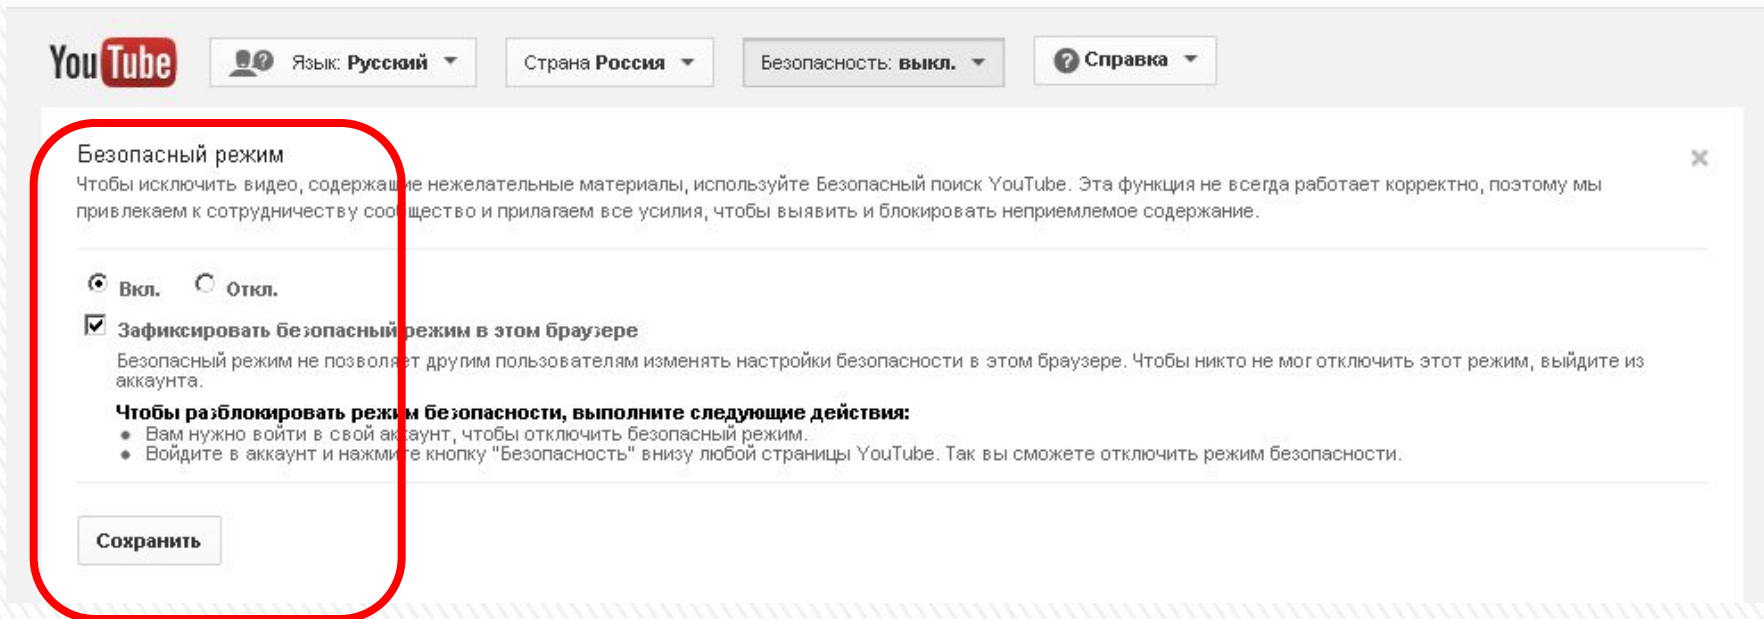 YouTube
Язык: Русский
Страна Россия
Безопасность: выкл.
Справка
Безопасный режим
Чтобы исключить видео, содержащие нежелательные материалы, используйте Безопасный поиск YouTube. Эта функция не всегда работает корректно, поэтому мы
привлекаем к сотрудничеству сообщество и прилагаем все усилия, чтобы выявить и блокировать неприемлемое содержание.
Вкл. Откл.
Зафиксировать безопасный режим в этом браузере
Безопасный режим не позволяет другим пользователям изменять настройки безопасности в этом браузере. Чтобы никто не мог отключить этот режим, выйдите из
аккаунта.
Чтобы разблокировать режим безопасности, выполните следующие действия:
Вам нужно войти в свой аккаунт, чтобы отключить безопасный режим.
Войдите в аккаунт и нажмите кнопку "Безопасность" внизу любой страницы YouTube. Так вы сможете отключить режим безопасности.
Сохранить